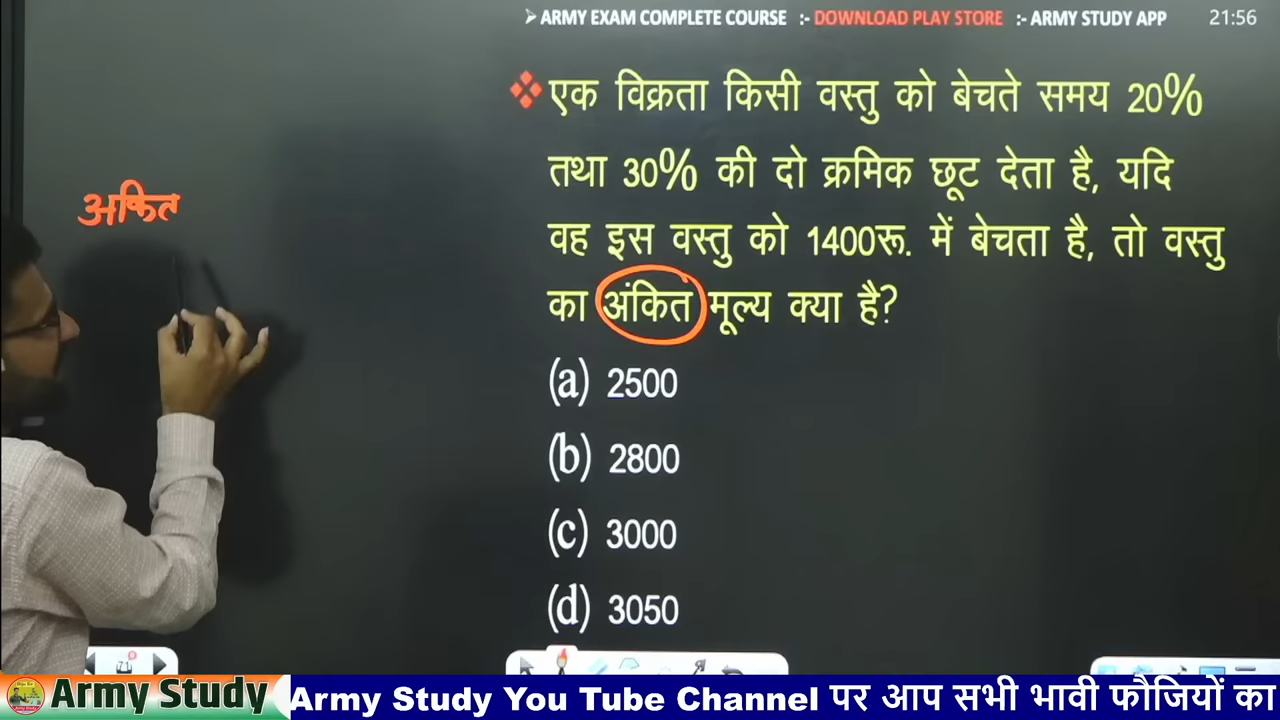 ➢ ARMY EXAM COMPLETE COURSE :- DOWNLOAD PLAY STORE :- ARMY STUDY APP 21:56
❖ एक विक्रता किसी वस्तु को बेचते समय 20%
तथा 30% की दो क्रमिक छूट देता है, यदि
वह इस वस्तु को 1400रू. में बेचता है, तो वस्तु
का अंकित मूल्य क्या है?
(a) 2500
(b) 2800
(c) 3000
(d) 3050
अकित
71
Army Study
Army Study You Tube Channel पर आप सभी भावी फौजियों का